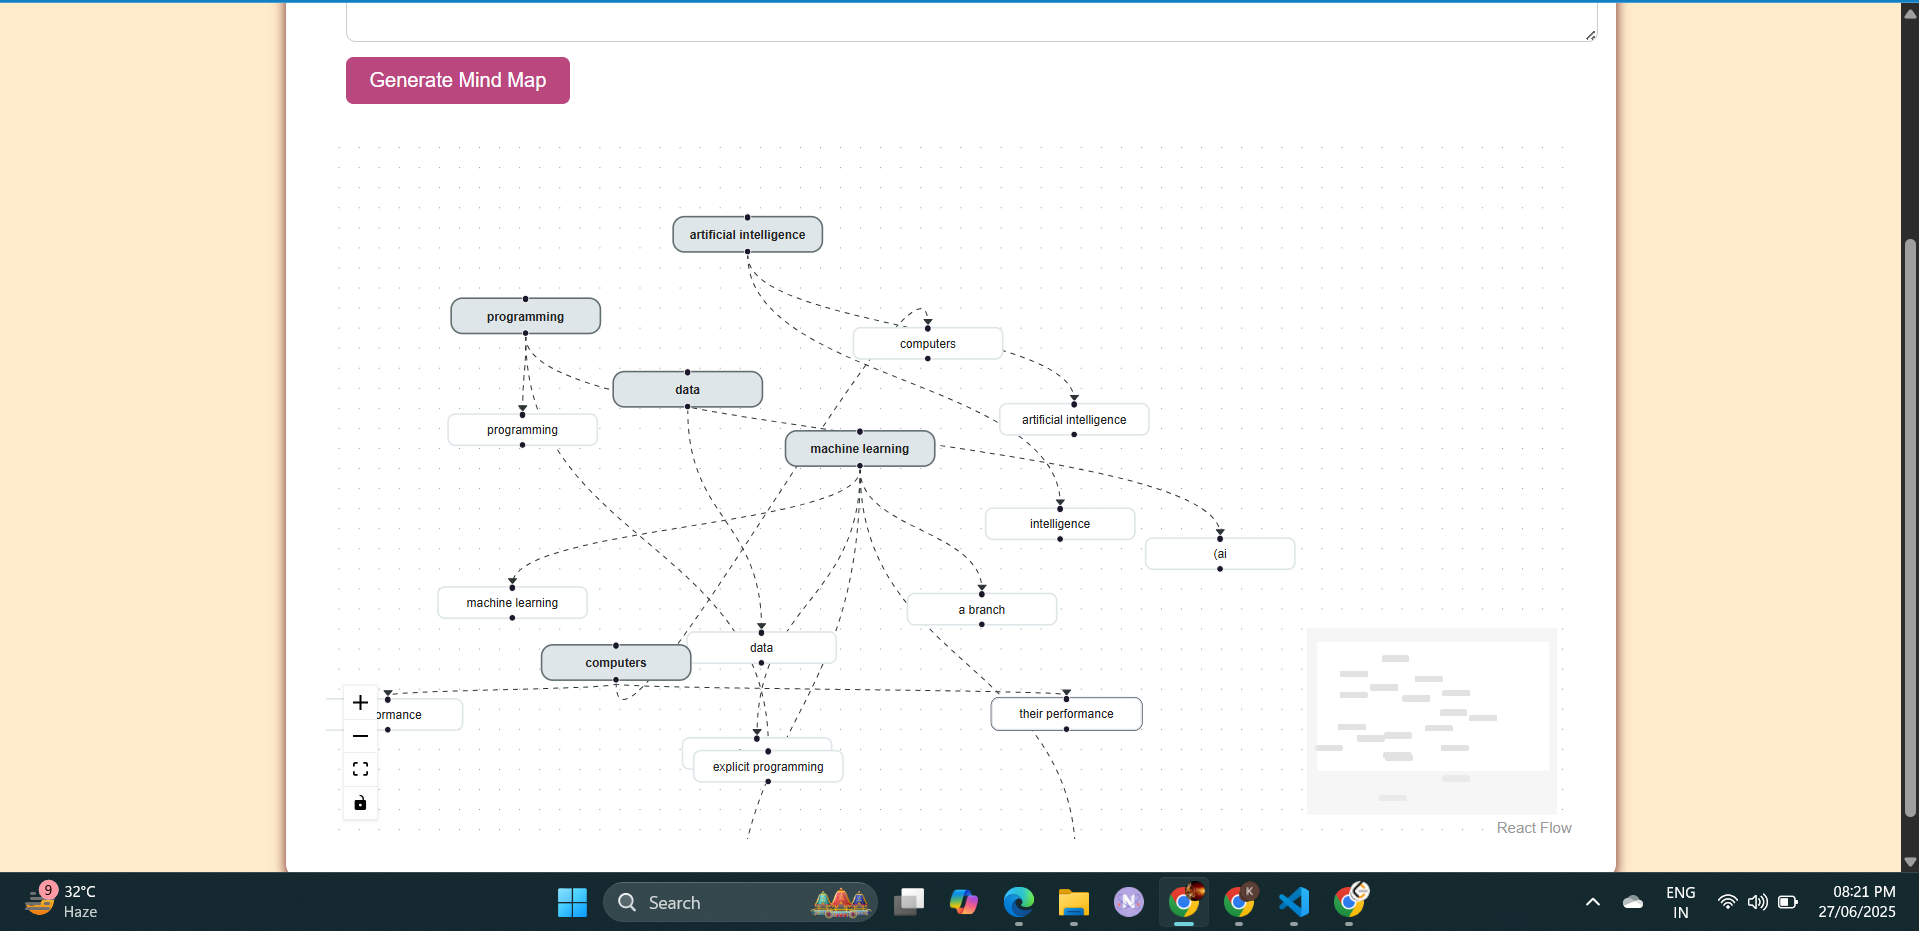 Generate Mind Map
artificial intelligence
programming
computers
data
artificial intelligence
programming
machine learning
intelligence
(ai
machine learning
a branch
data
computers
ormance
their performance
explicit programming
React Flow
9
32°C
Haze
Search
N
K
ENG
IN
08:21 PM
27/06/2025